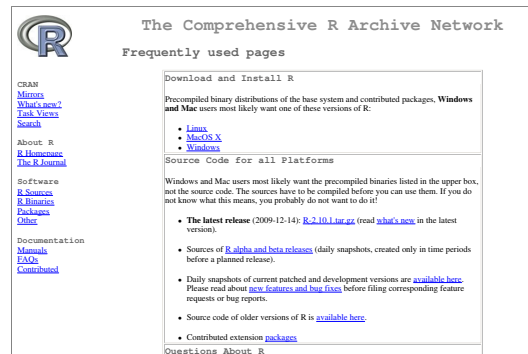 R
The Comprehensive R Archive Network
Frequently used pages
CRAN
Mirrors
What's new?
Task Views
Search
About R
R Homepage
The R Journal
Software
R Sources
R Binaries
Packages
Other
Documentation
Manuals
FAQs
Contributed
Download and Install R
Precompiled binary distributions of the base system and contributed packages, Windows
and Mac users most likely want one of these versions of R:
Linux
MacOS X
Windows
Source Code for all Platforms
Windows and Mac users most likely want the precompiled binaries listed in the upper box,
not the source code. The sources have to be compiled before you can use them. If you do
not know what this means, you probably do not want to do it!
The latest release (2009-12-14): R-2.10.1.tar.gz (read what's new in the latest
version).
Sources of R alpha and beta releases (daily snapshots, created only in time periods
before a planned release).
Daily snapshots of current patched and development versions are available here.
Please read about new features and bug fixes before filing corresponding feature
requests or bug reports.
Source code of older versions of R is available here.
Contributed extension packages
Questions About R